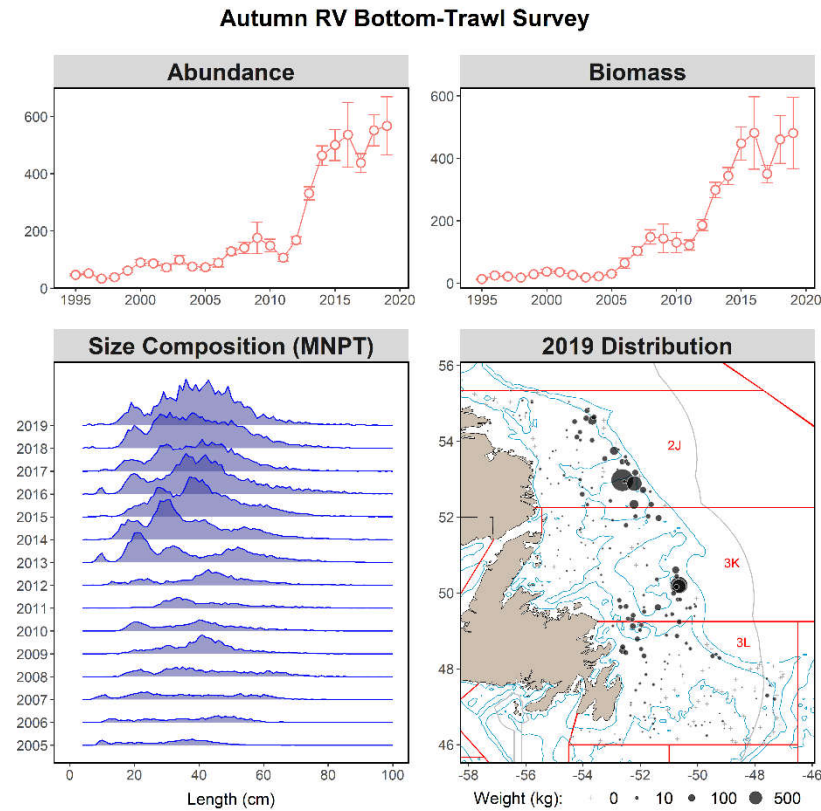 Autumn RV Bottom-Trawl Survey
Abundance
600
400
200
0
1995 2000 2005 2010 2015 2020
Biomass
600
400
200
0
1995 2000 2005 2010 2015 2020
Size Composition (MNPT)
2019
2018
2017
2016
2015
2014
2013
2012
2011
2010
2009
2008
2007
2006
2005
0 20 40 60 80 100
Length (cm)
2019 Distribution
56
54
52
50
48
46
2J
3K
3L
-58 -56 -54 -52 -50 -48 -46
Weight (kg): 0 10 100 500